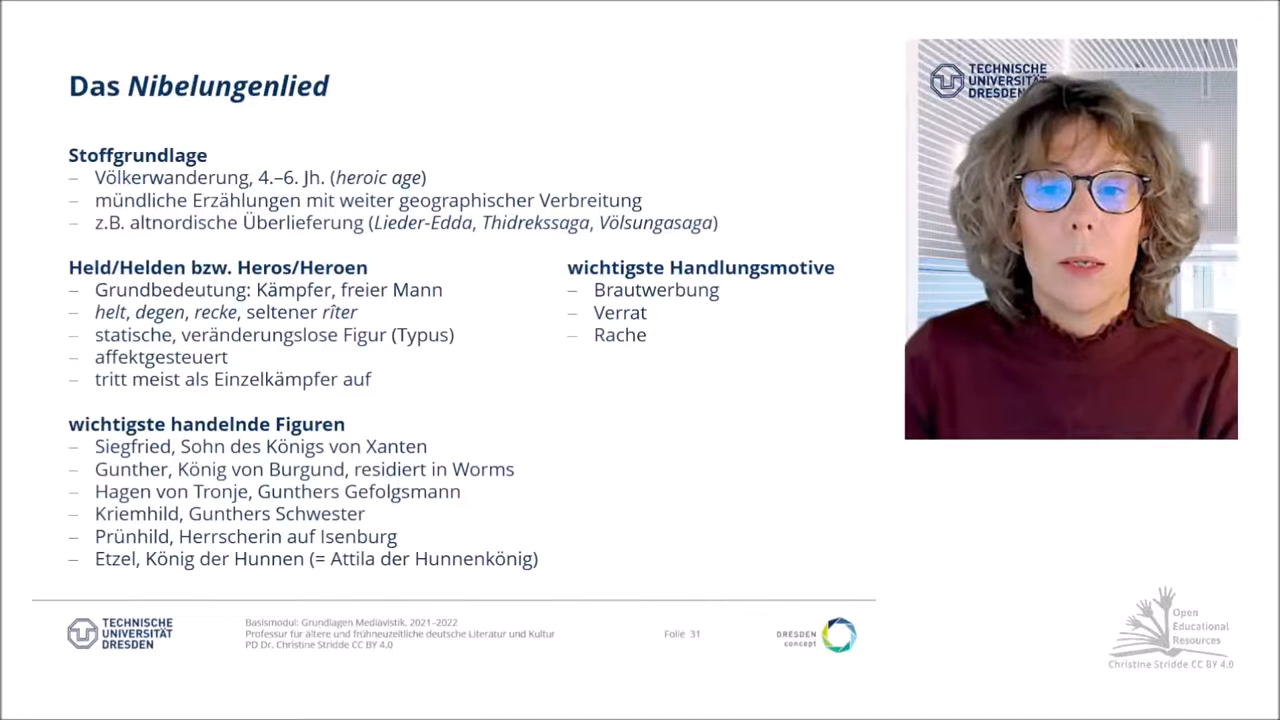 Das Nibelungenlied
Stoffgrundlage
– Völkerwanderung, 4.–6. Jh. (heroic age)
– mündliche Erzählungen mit weiter geographischer Verbreitung
– z.B. altnordische Überlieferung (Lieder-Edda, Thidrekssaga, Völsungasaga)
Held/Helden bzw. Heros/Heroen
– Grundbedeutung: Kämpfer, freier Mann
– helt, degen, recke, seltener rîter
– statische, veränderungslose Figur (Typus)
– affektgesteuert
– tritt meist als Einzelkämpfer auf
wichtigste Handlungsmotive
– Brautwerbung
– Verrat
– Rache
wichtigste handelnde Figuren
– Siegfried, Sohn des Königs von Xanten
– Gunther, König von Burgund, residiert in Worms
– Hagen von Tronje, Gunthers Gefolgsmann
– Kriemhild, Gunthers Schwester
– Prünhild, Herrscherin auf Isenburg
– Etzel, König der Hunnen (= Attila der Hunnenkönig)
TECHNISCHE
UNIVERSITÄT
DRESDEN
TECHNISCHE
UNIVERSITÄT
DRESDEN
Basismodul: Grundlagen Mediävistik, 2021–2022
Professur für ältere und frühneuzeitliche deutsche Literatur und Kultur
PD Dr. Christine Stridde CC BY 4.0
Folie 31
DRESDEN
concept
Open
Educational
Resources
Christine Stridde CC BY 4.0